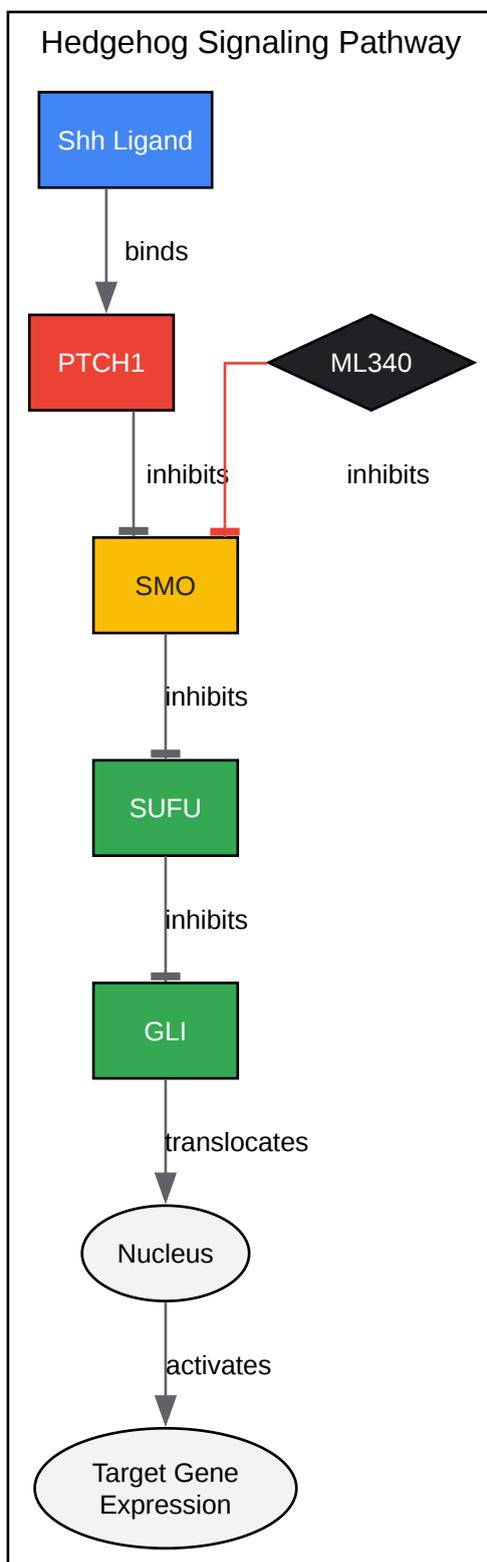 Hedgehog Signaling Pathway
Shh Ligand
binds
PTCH1
ML340
inhibits
inhibits
SMO
inhibits
SUFU
inhibits
GLI
translocates
Nucleus
activates
Target Gene
Expression